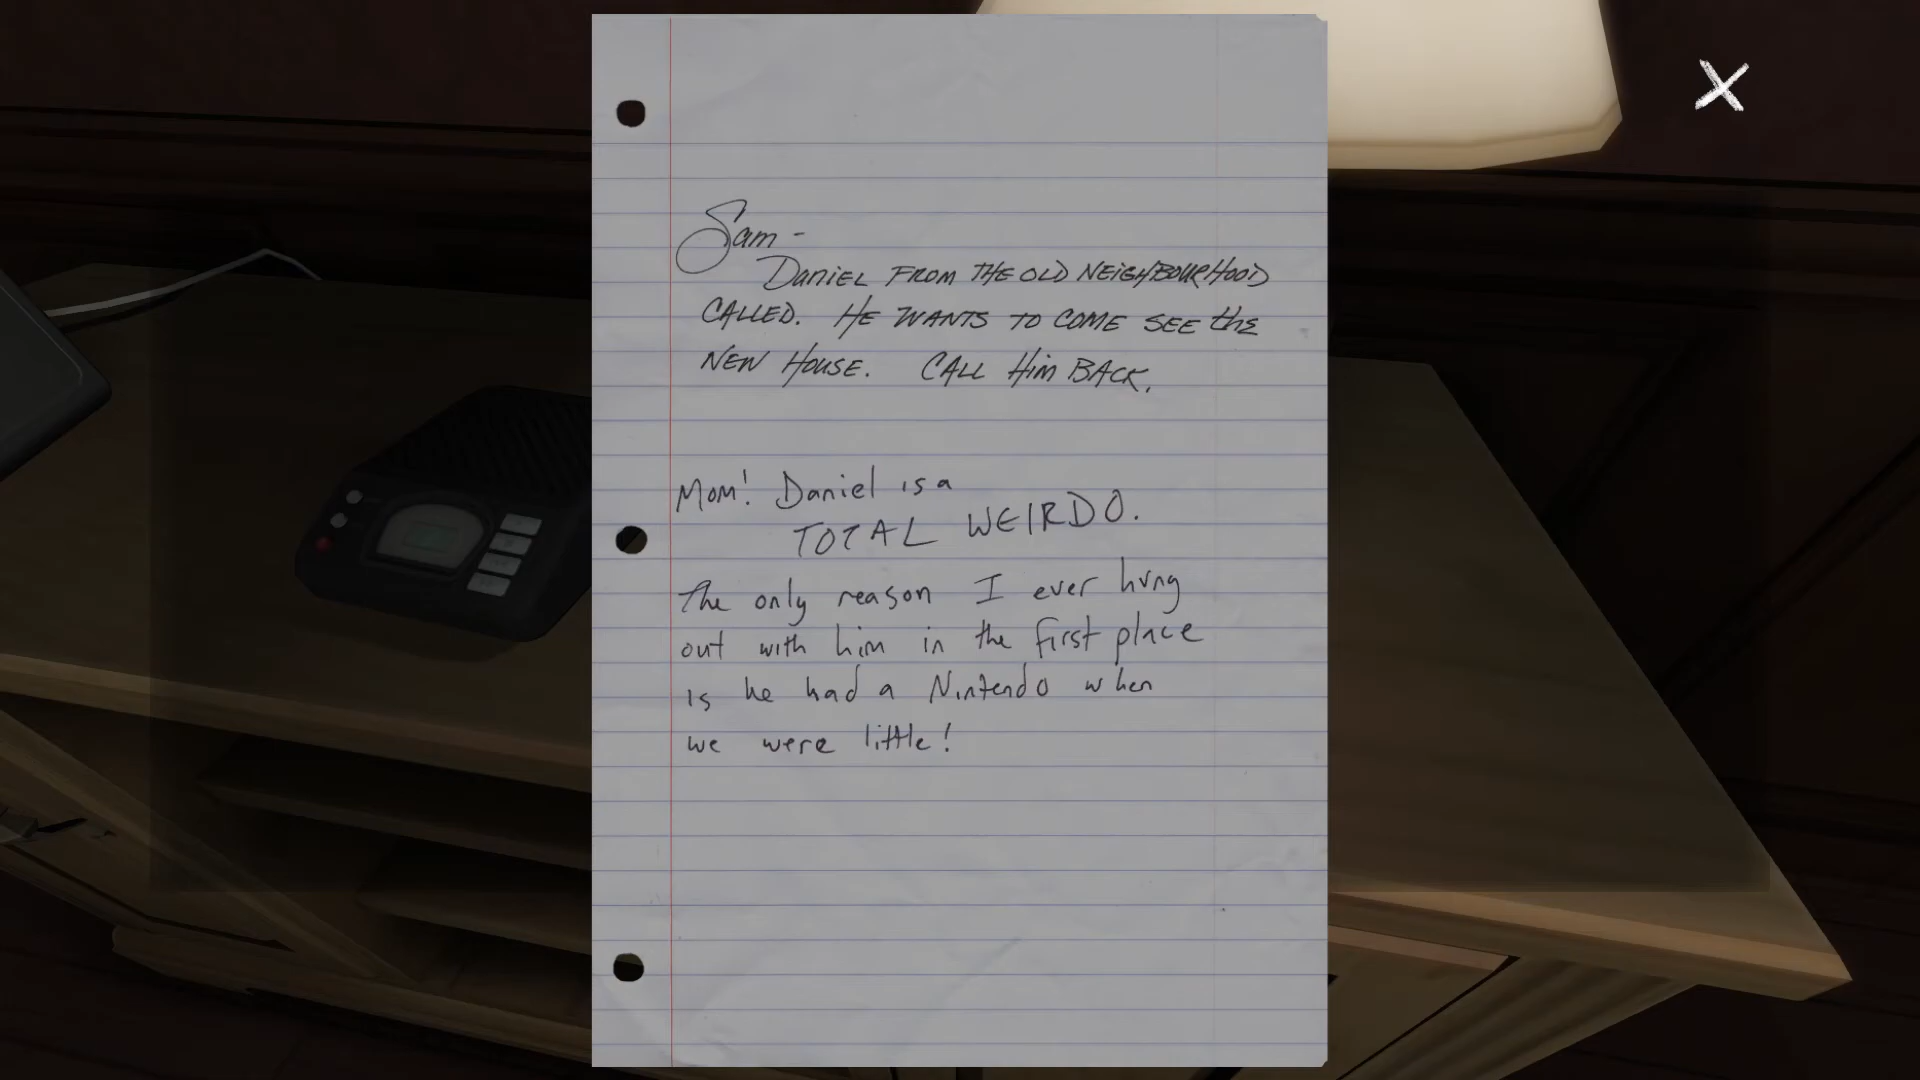 Sam -
Daniel FROM THE OLD NEIGHBOURHOOD
CALLED. HE WANTS TO COME SEE the
NEW HOUSE. CALL Him BACK.
Mom! Daniel is a
TOTAL WEIRDO.
The only reason I ever hung
out with him in the first place
is he had a Nintendo when
we were little!